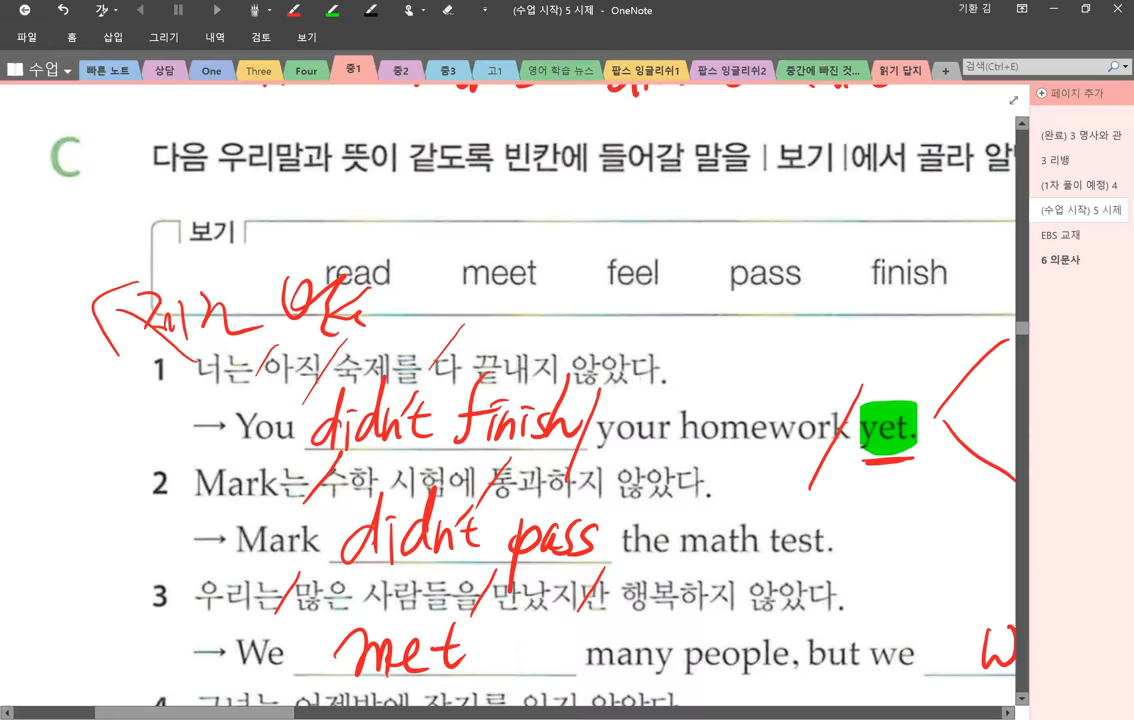 (수업 시작) 5 시제 - OneNote
기환 김
파일 홈 삽입 그리기 내역 검토 보기
수업
빠른 노트 상담 One Three Four 중1 중2 중3 고1 영어 학습 뉴스 팝스 잉글리쉬1 팝스 잉글리쉬2 중간에 빠진 것... 읽기 답지 +
검색(Ctrl+E)
페이지 추가
(완료) 3 명사와 관
3 리뱅
(1차 풀이 예정) 4
(수업 시작) 5 시제
EBS 교재
6 의문사
C 다음 우리말과 뜻이 같도록 빈칸에 들어갈 말을 | 보기 |에서 골라 알
보기
read meet feel pass finish
1 너는 아직 숙제를 다 끝내지 않았다.
→ You didn't finish your homework yet.
2 Mark는 수학 시험에 통과하지 않았다.
→ Mark didn't pass the math test.
3 우리는 많은 사람들을 만났지만 행복하지 않았다.
→ We met many people, but we w